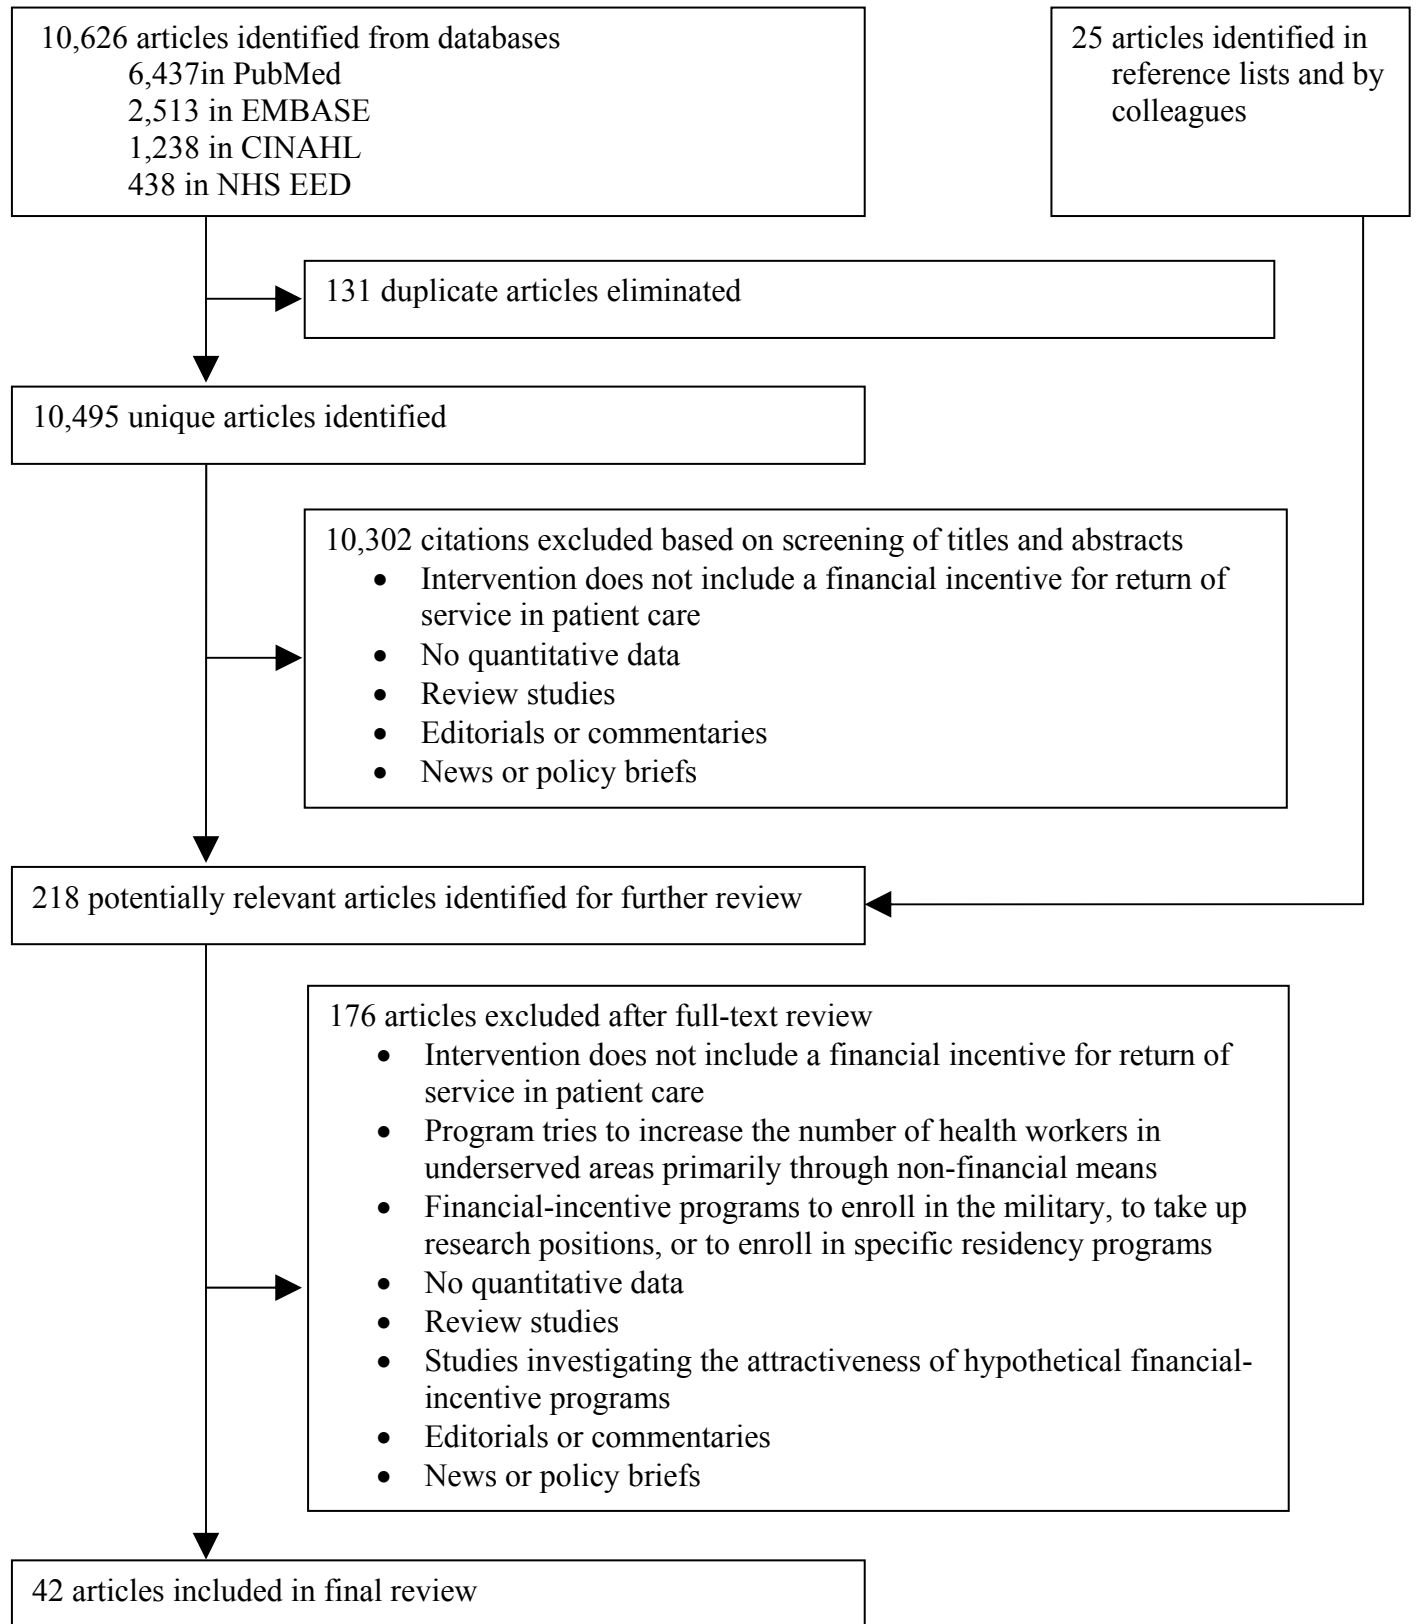 10,626 articles identified from databases
6,437in PubMed
2,513 in EMBASE
1,238 in CINAHL
438 in NHS EED
25 articles identified in
reference lists and by
colleagues
131 duplicate articles eliminated
10,495 unique articles identified
10,302 citations excluded based on screening of titles and abstracts
• Intervention does not include a financial incentive for return of
service in patient care
• No quantitative data
• Review studies
• Editorials or commentaries
• News or policy briefs
218 potentially relevant articles identified for further review
176 articles excluded after full-text review
• Intervention does not include a financial incentive for return of
service in patient care
• Program tries to increase the number of health workers in
underserved areas primarily through non-financial means
• Financial-incentive programs to enroll in the military, to take up
research positions, or to enroll in specific residency programs
• No quantitative data
• Review studies
• Studies investigating the attractiveness of hypothetical financial-
incentive programs
• Editorials or commentaries
• News or policy briefs
42 articles included in final review